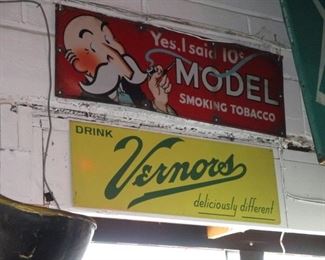 Yes, I said 10¢
MODEL
SMOKING TOBACCO
DRINK
Vernors
deliciously different